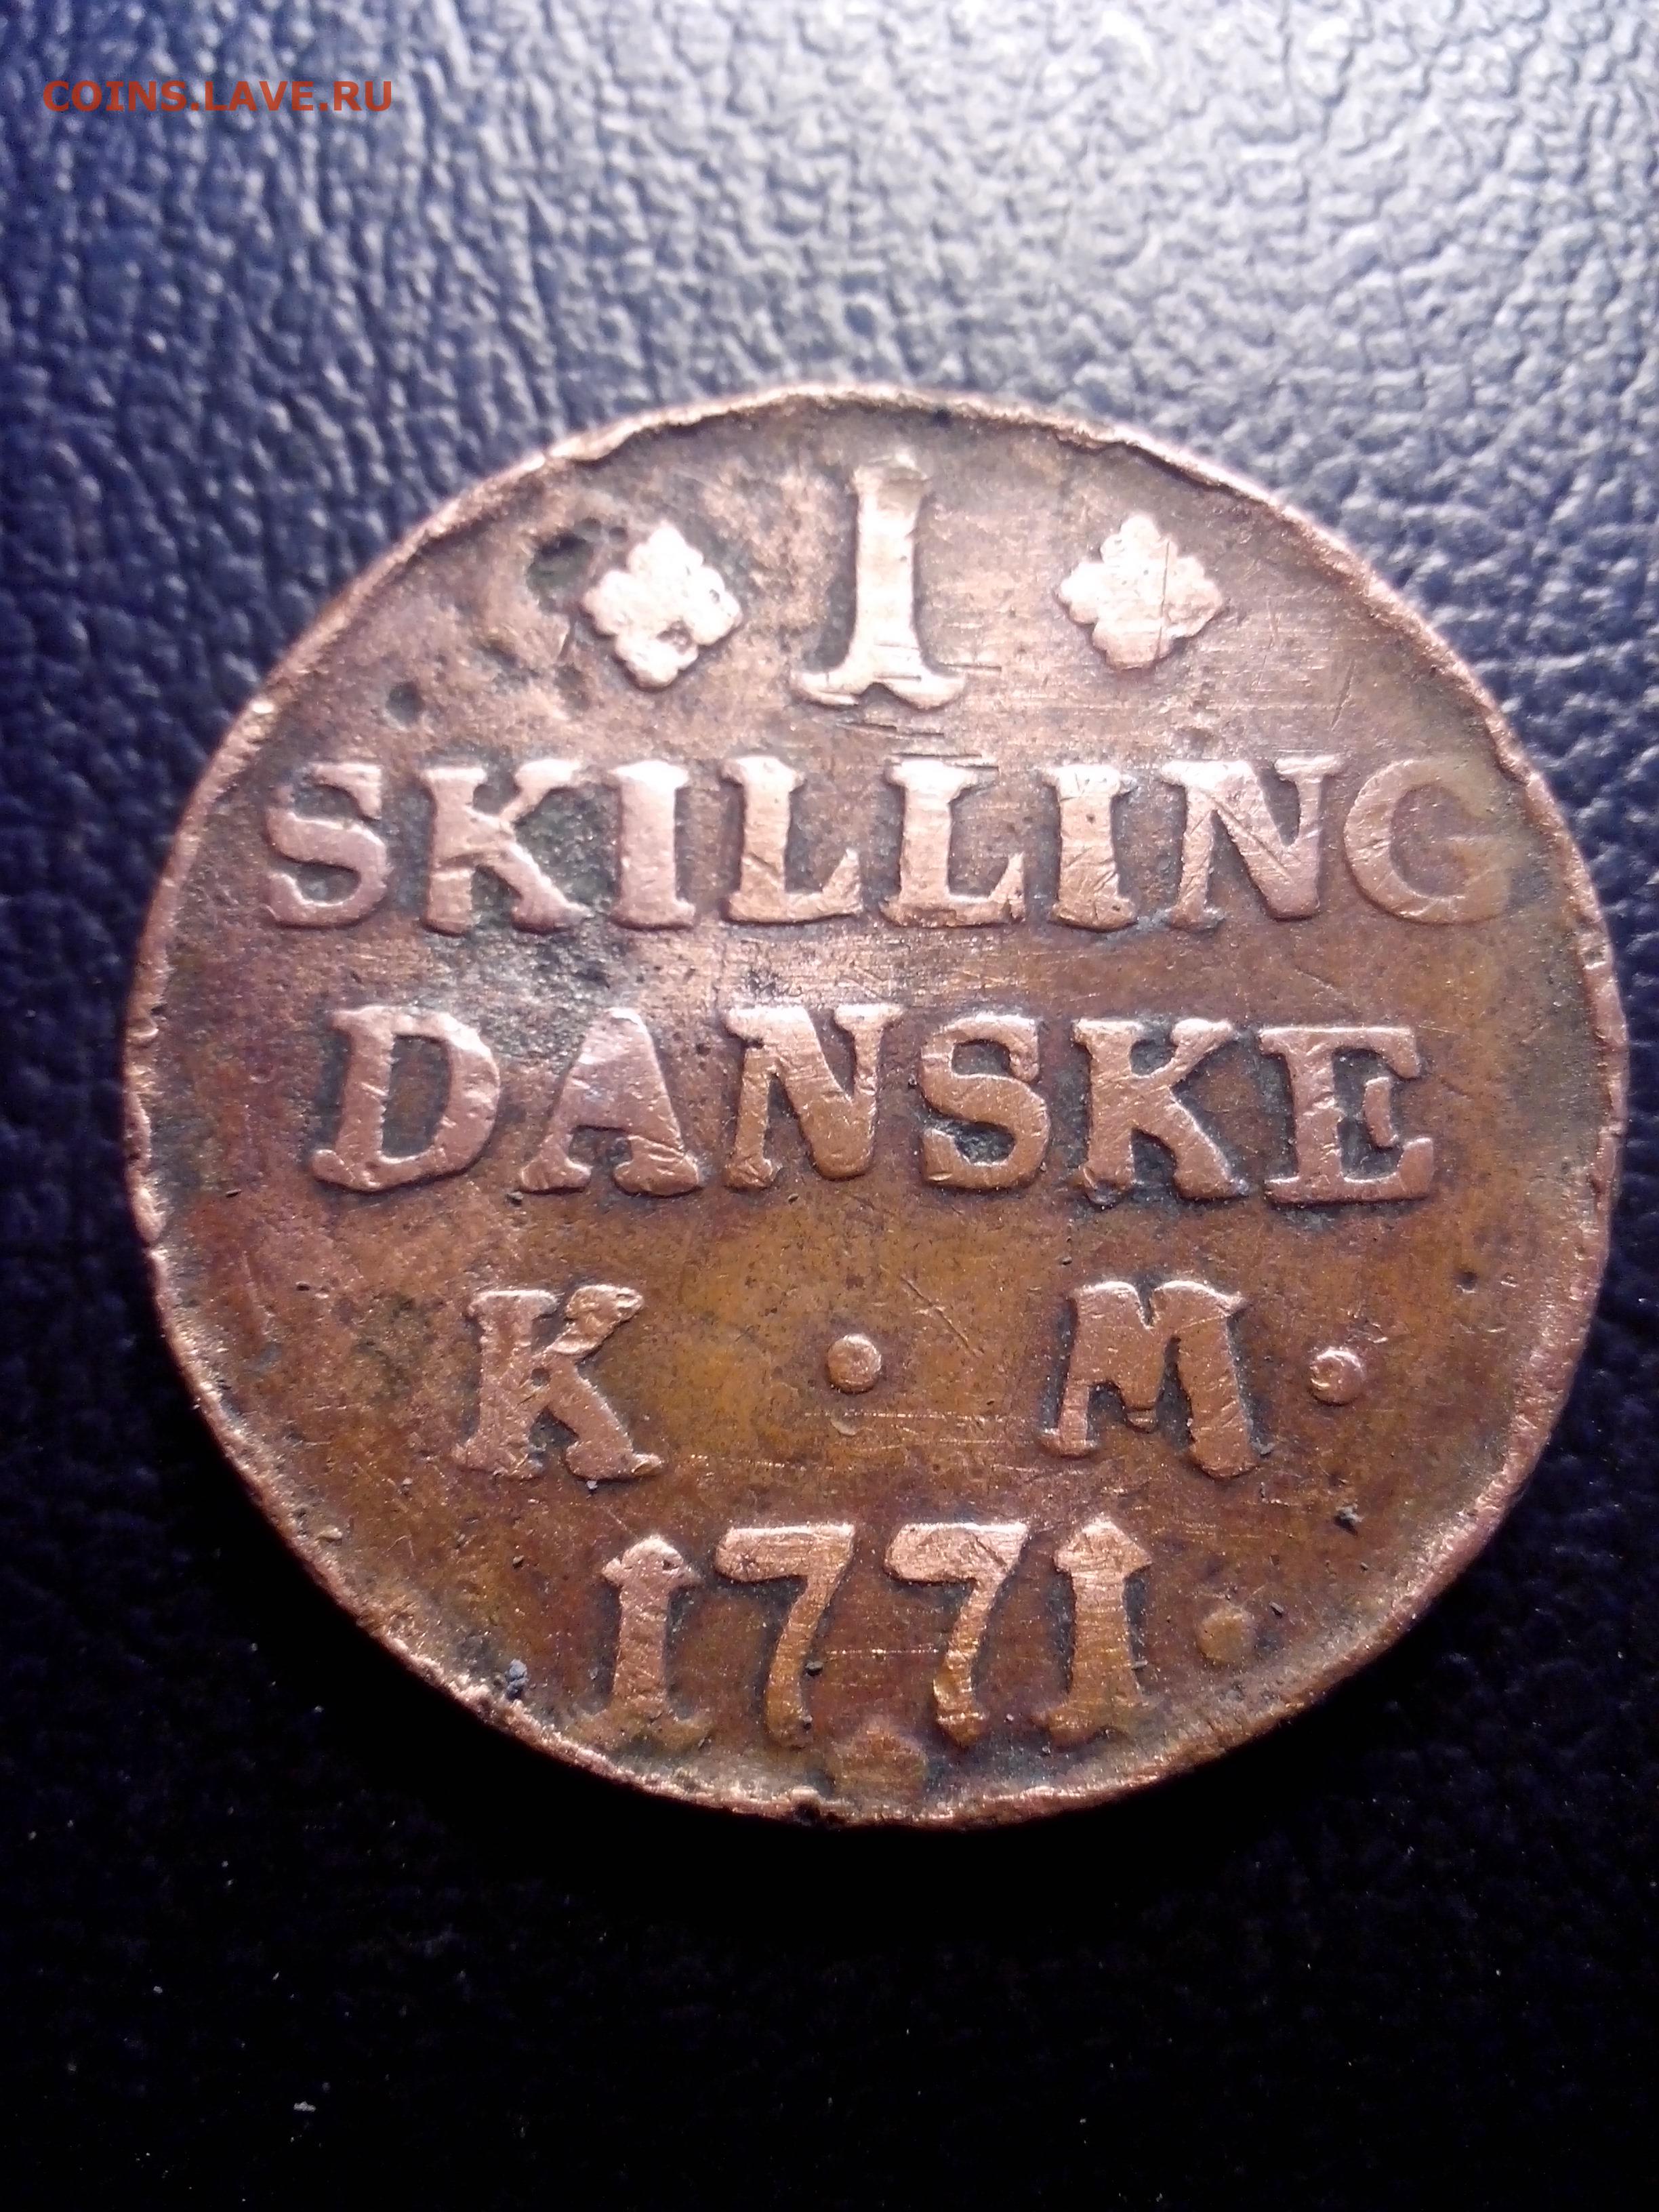 COINS.LAVE.RU
1
SKILLING
DANSKE
K · M ·
1771 ·